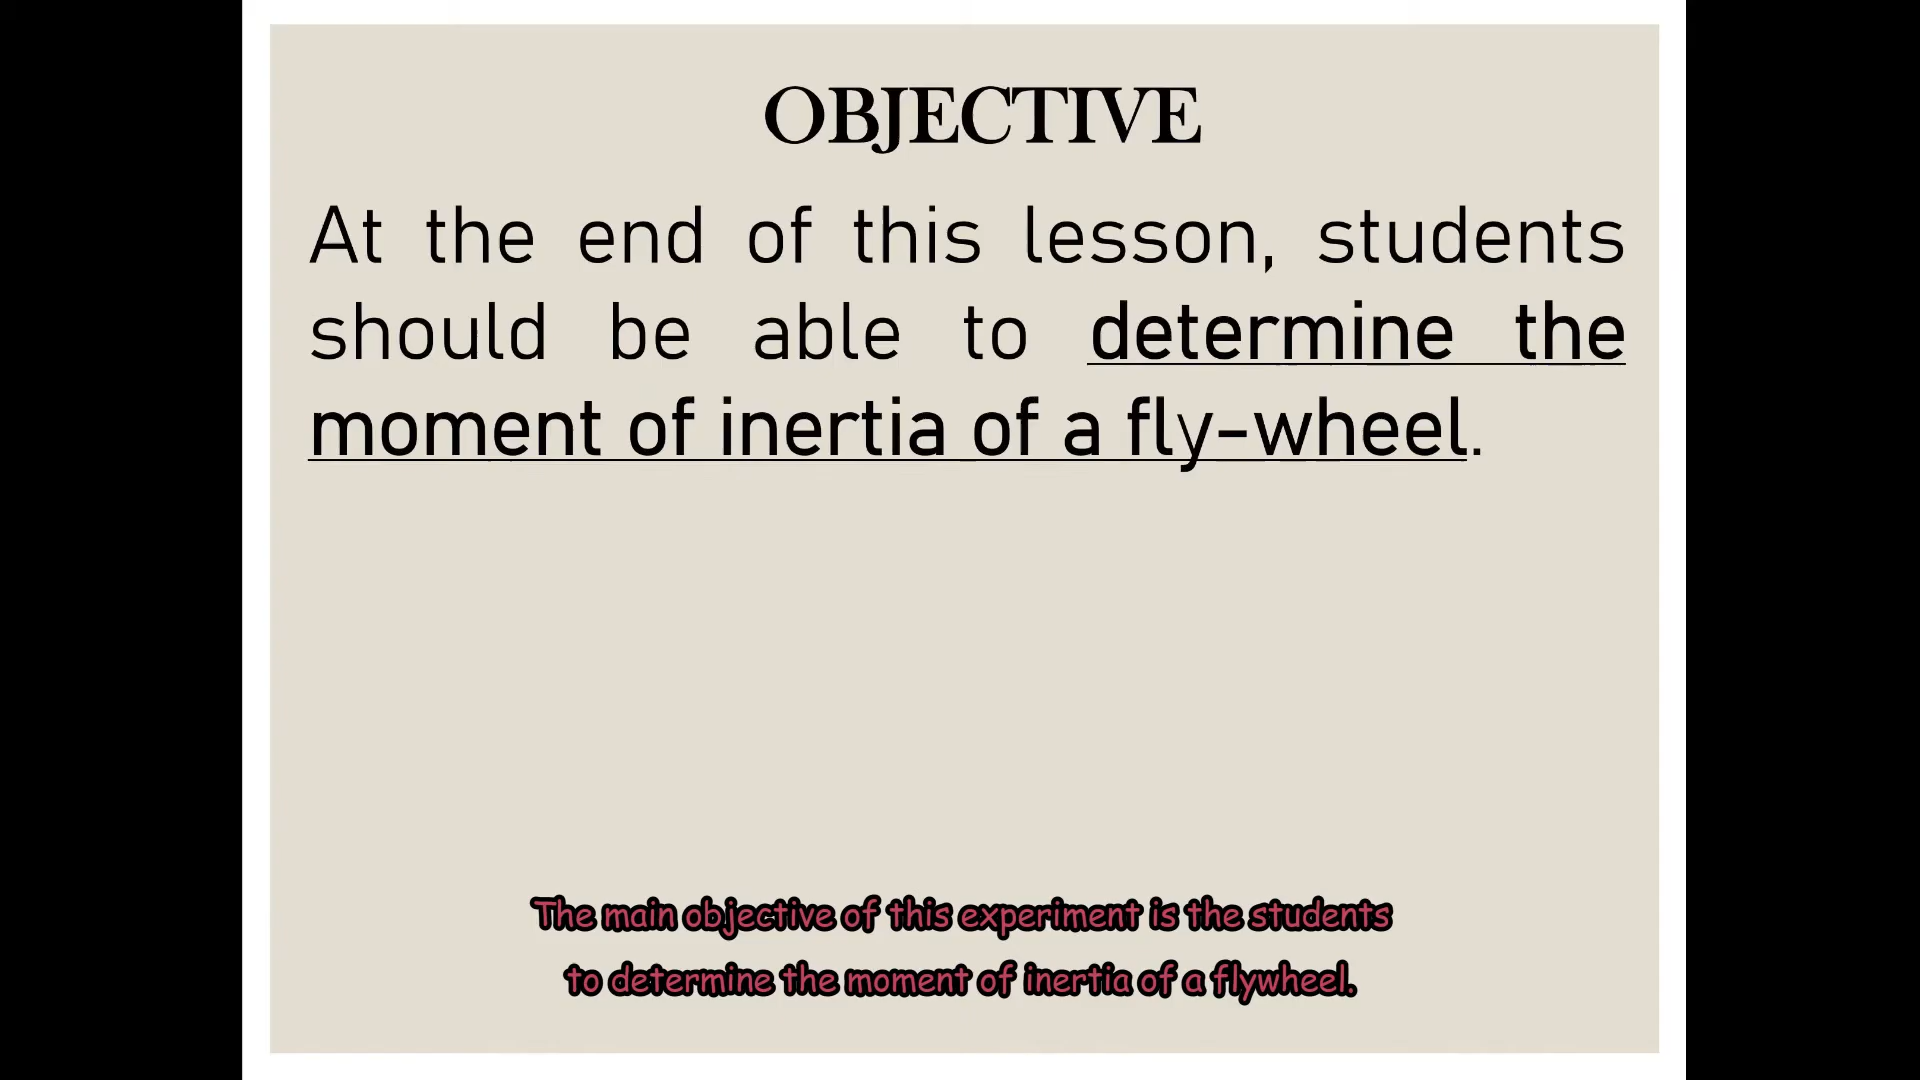 OBJECTIVE
At the end of this lesson, students
should be able to determine the
moment of inertia of a fly-wheel.
The main objective of this experiment is the students
to determine the moment of inertia of a flywheel.